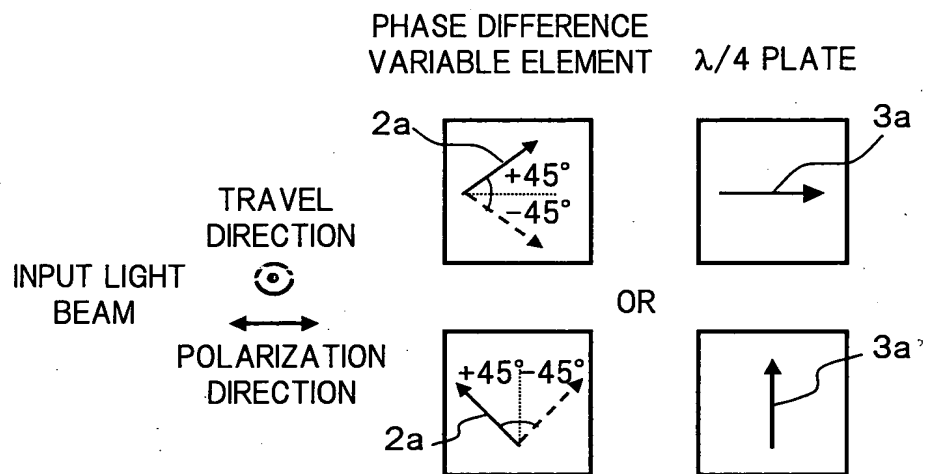 PHASE DIFFERENCE
VARIABLE ELEMENT
λ/4 PLATE
2a
+45°
-45°
3a
TRAVEL
DIRECTION
INPUT LIGHT
BEAM
POLARIZATION
DIRECTION
OR
+45°
-45°
2a
3a